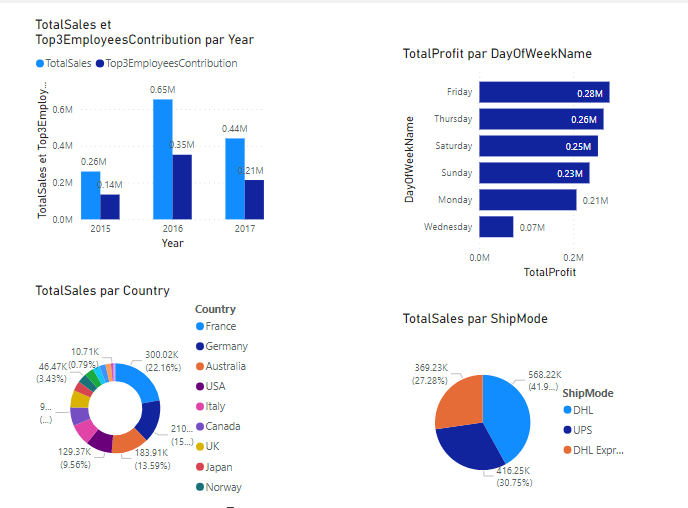 TotalSales et
Top3EmployeesContribution par Year
TotalSales Top3EmployeesContribution
TotalSales et Top3Employ...
0.6M
0.4M
0.2M
0.0M
0.26M
0.14M
0.65M
0.35M
0.44M
0.21M
2015 2016 2017
Year
TotalProfit par DayOfWeekName
DayOfWeekName
Friday 0.28M
Thursday 0.26M
Saturday 0.25M
Sunday 0.23M
Monday 0.21M
Wednesday 0.07M
0.0M 0.2M
TotalProfit
TotalSales par Country
10.71K
(0.79%)
300.02K
(22.16%)
46.47K
(3.43%)
9...
(...)
210...
(15...)
129.37K
(9.56%)
183.91K
(13.59%)
Country
France
Germany
Australia
USA
Italy
Canada
UK
Japan
Norway
TotalSales par ShipMode
369.23K
(27.28%)
568.22K
(41.9...)
416.25K
(30.75%)
ShipMode
DHL
UPS
DHL Expr...